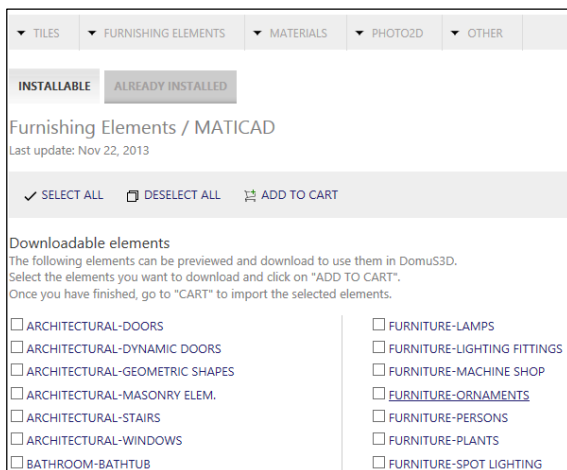 TILES FURNISHING ELEMENTS MATERIALS PHOTO2D OTHER
INSTALLABLE ALREADY INSTALLED
Furnishing Elements / MATICAD
Last update: Nov 22, 2013
SELECT ALL DESELECT ALL ADD TO CART
Downloadable elements
The following elements can be previewed and download to use them in DomuS3D.
Select the elements you want to download and click on "ADD TO CART".
Once you have finished, go to "CART" to import the selected elements.
ARCHITECTURAL-DOORS
ARCHITECTURAL-DYNAMIC DOORS
ARCHITECTURAL-GEOMETRIC SHAPES
ARCHITECTURAL-MASONRY ELEM.
ARCHITECTURAL-STAIRS
ARCHITECTURAL-WINDOWS
BATHROOM-BATHTUB
FURNITURE-LAMPS
FURNITURE-LIGHTING FITTINGS
FURNITURE-MACHINE SHOP
FURNITURE-ORNAMENTS
FURNITURE-PERSONS
FURNITURE-PLANTS
FURNITURE-SPOT LIGHTING